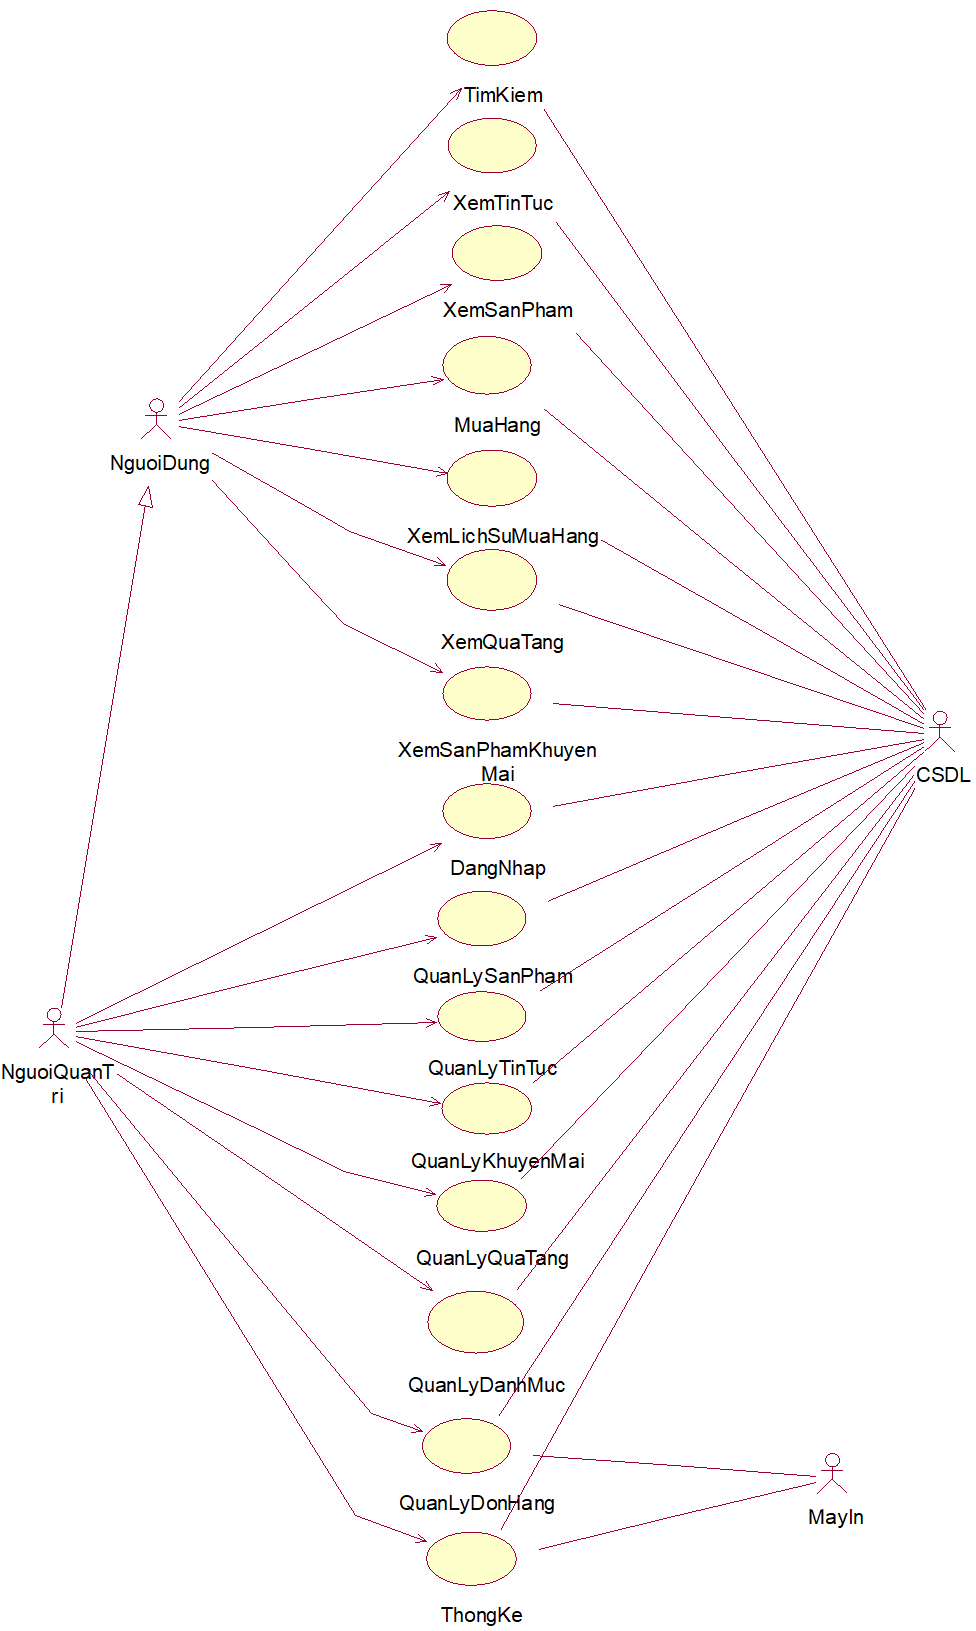 TimKiem
XemTinTuc
XemSanPham
MuaHang
NguoiDung
XemLichSuMuaHang
XemQuaTang
XemSanPhamKhuyen
Mai
CSDL
DangNhap
QuanLySanPham
NguoiQuanT
ri
QuanLyTinTuc
QuanLyKhuyenMai
QuanLyQuaTang
QuanLyDanhMuc
QuanLyDonHang
MayIn
ThongKe